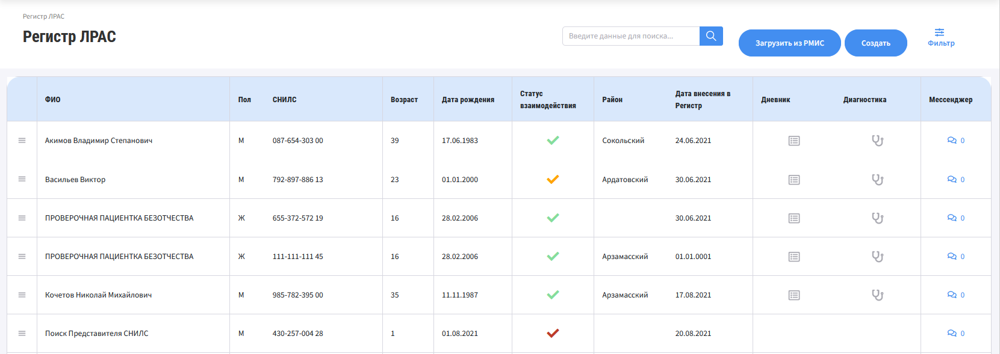 Регистр ЛРАС
Регистр ЛРАС
Введите данные для поиска...
Загрузить из РМИС
Создать
Фильтр
ФИО Пол СНИЛС Возраст Дата рождения Статус взаимодействия Район Дата внесения в Регистр Дневник Диагностика Мессенджер
Акимов Владимир Степанович М 087-654-303 00 39 17.06.1983 Сокольский 24.06.2021 0
Васильев Виктор М 792-897-886 13 23 01.01.2000 Ардатовский 30.06.2021 0
ПРОВЕРОЧНАЯ ПАЦИЕНТКА БЕЗОТЧЕСТВА Ж 655-372-572 19 16 28.02.2006 30.06.2021 0
ПРОВЕРОЧНАЯ ПАЦИЕНТКА БЕЗОТЧЕСТВА Ж 111-111-111 45 16 28.02.2006 Арзамасский 01.01.0001 0
Кочетов Николай Михайлович М 985-782-395 00 35 11.11.1987 Арзамасский 17.08.2021 0
Поиск Представителя СНИЛС М 430-257-004 28 1 01.08.2021 20.08.2021 0